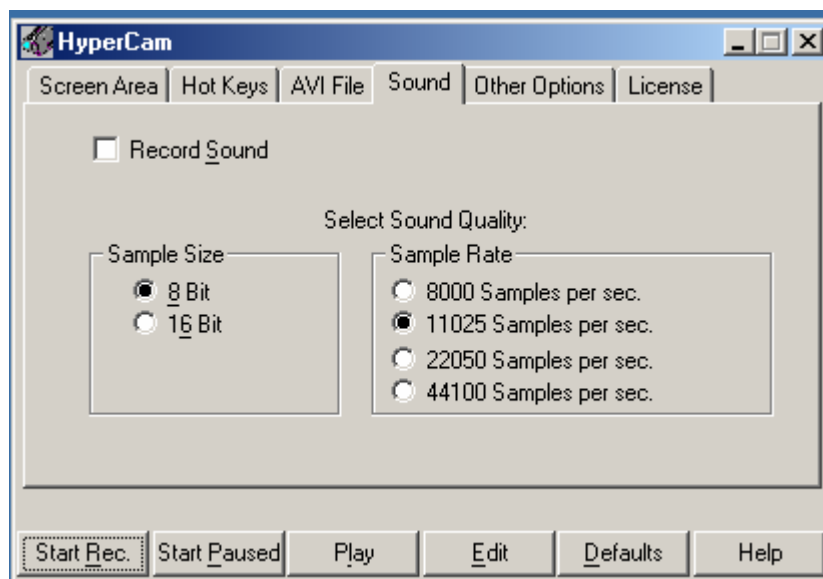 HyperCam
Screen Area Hot Keys AVI File Sound Other Options License
Record Sound
Select Sound Quality:
Sample Size
8 Bit
16 Bit
Sample Rate
8000 Samples per sec.
11025 Samples per sec.
22050 Samples per sec.
44100 Samples per sec.
Start Rec. Start Paused Play Edit Defaults Help